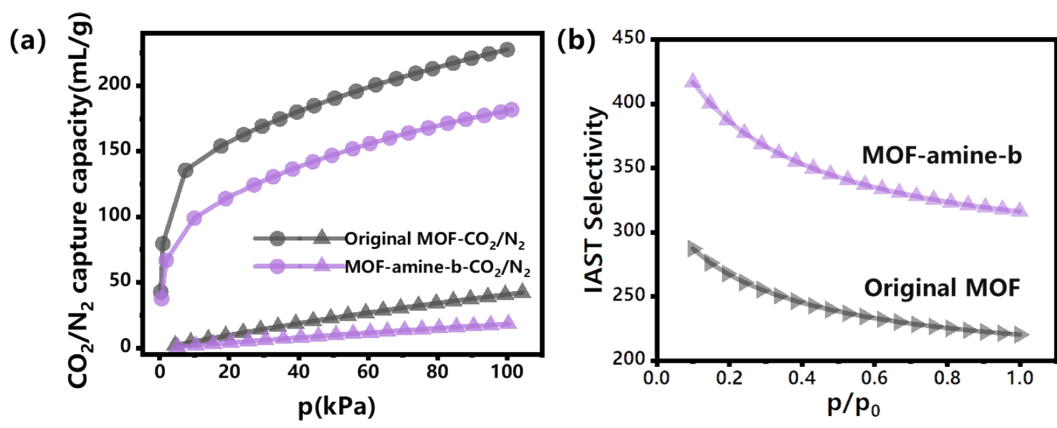 (a)
CO₂/N₂ capture capacity(mL/g)
200
150
100
50
0
Original MOF-CO₂/N₂
MOF-amine-b-CO₂/N₂
0 20 40 60 80 100
p(kPa)
(b)
IAST Selectivity
450
400
350
300
250
200
MOF-amine-b
Original MOF
0.0 0.2 0.4 0.6 0.8 1.0
p/p₀